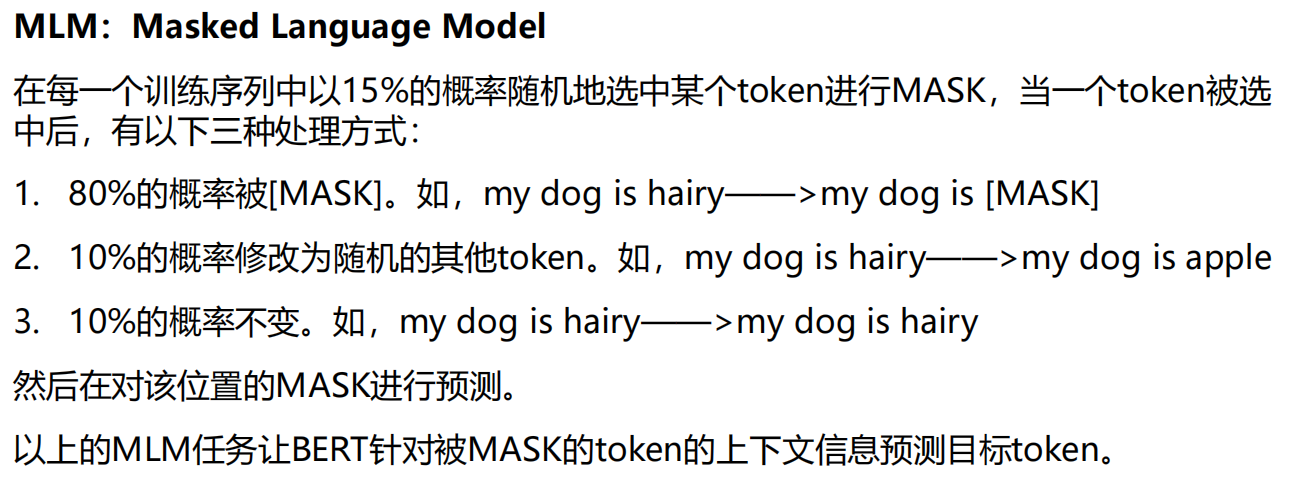 MLM：Masked Language Model
在每一个训练序列中以15%的概率随机地选中某个token进行MASK，当一个token被选
中后，有以下三种处理方式：
1. 80%的概率被[MASK]。如，my dog is hairy——>my dog is [MASK]
2. 10%的概率修改为随机的其他token。如，my dog is hairy——>my dog is apple
3. 10%的概率不变。如，my dog is hairy——>my dog is hairy
然后在对该位置的MASK进行预测。
以上的MLM任务让BERT针对被MASK的token的上下文信息预测目标token。